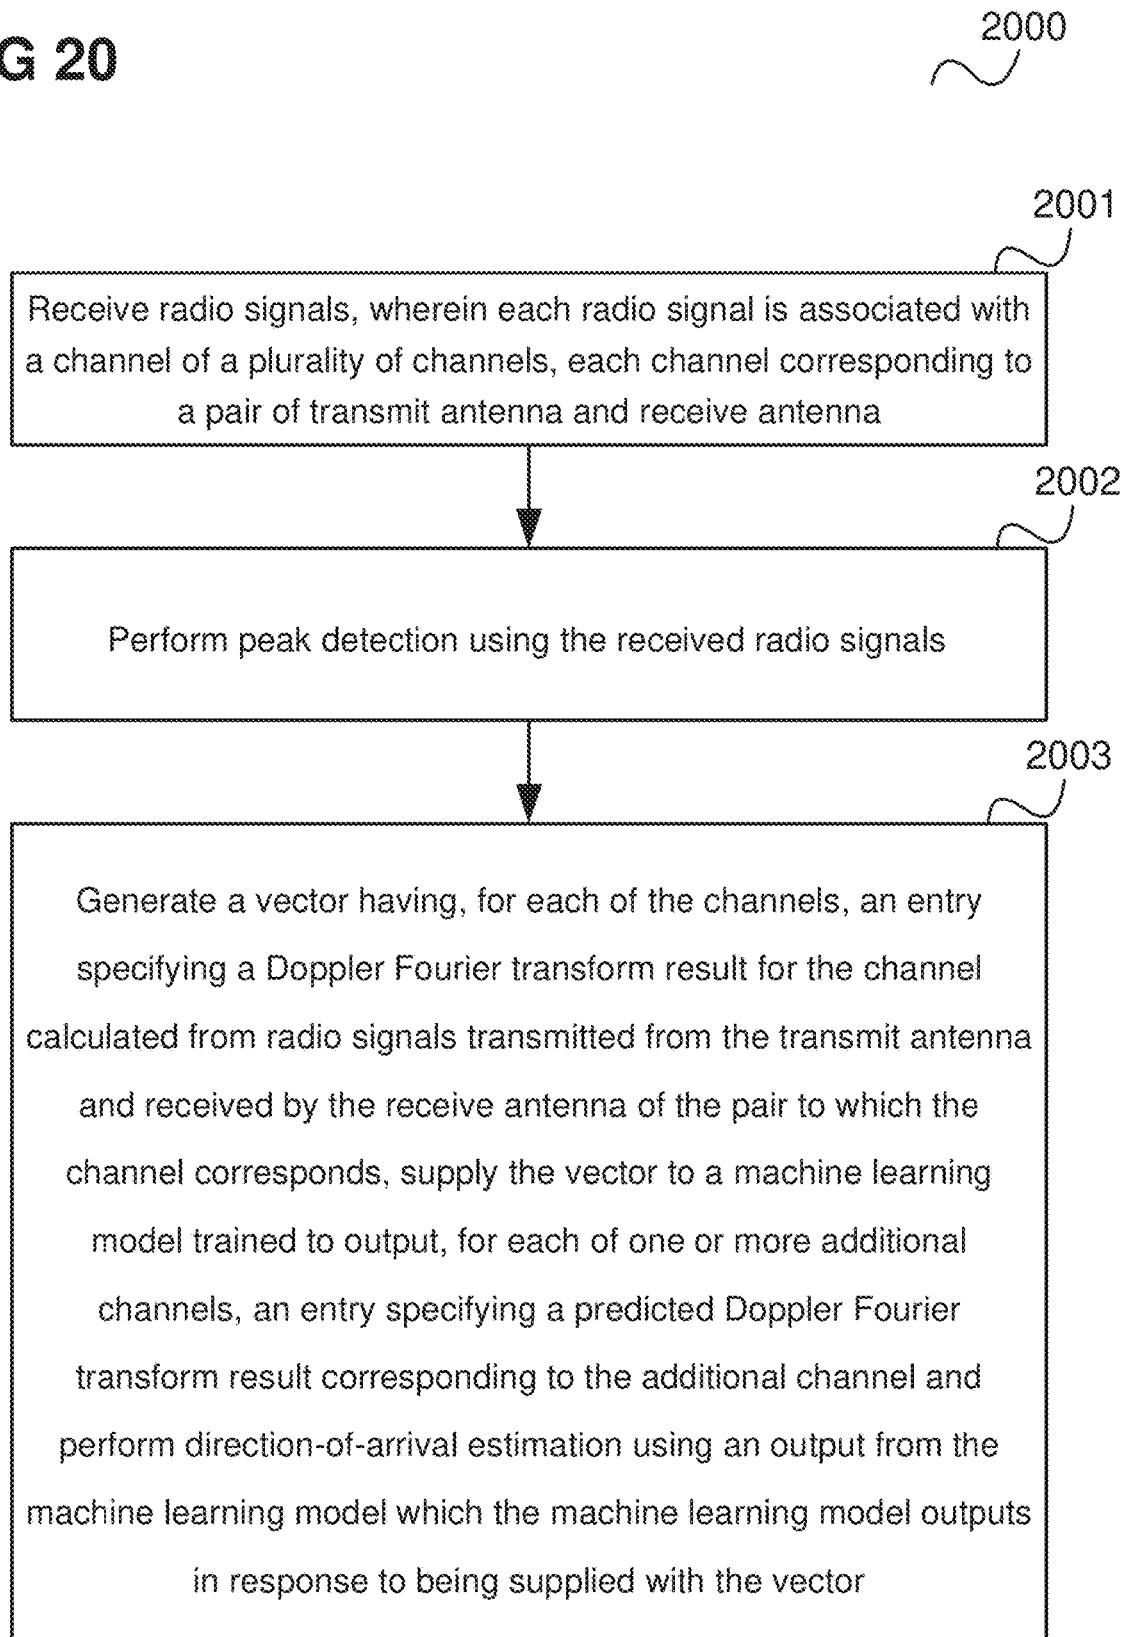 G 20
2000
2001
Receive radio signals, wherein each radio signal is associated with
a channel of a plurality of channels, each channel corresponding to
a pair of transmit antenna and receive antenna
2002
Perform peak detection using the received radio signals
2003
Generate a vector having, for each of the channels, an entry
specifying a Doppler Fourier transform result for the channel
calculated from radio signals transmitted from the transmit antenna
and received by the receive antenna of the pair to which the
channel corresponds, supply the vector to a machine learning
model trained to output, for each of one or more additional
channels, an entry specifying a predicted Doppler Fourier
transform result corresponding to the additional channel and
perform direction-of-arrival estimation using an output from the
machine learning model which the machine learning model outputs
in response to being supplied with the vector